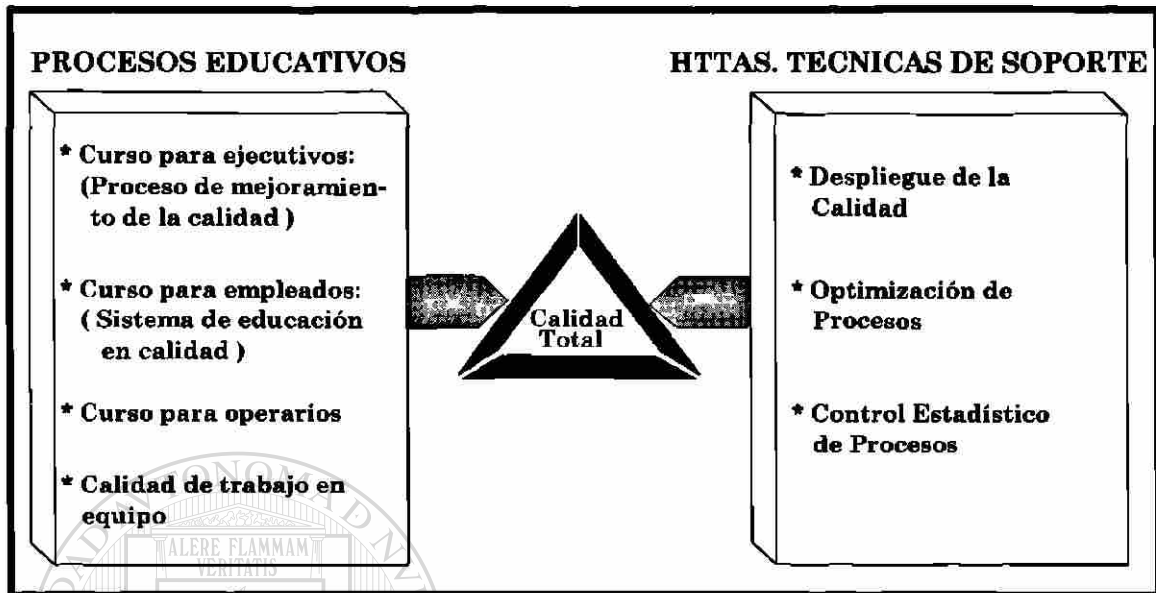 PROCESOS EDUCATIVOS
* Curso para ejecutivos:
(Proceso de mejoramien-
to de la calidad )
* Curso para empleados:
( Sistema de educación
en calidad )
* Curso para operarios
* Calidad de trabajo en
equipo
Calidad
Total
HTTAS. TECNICAS DE SOPORTE
* Despliegue de la
Calidad
* Optimización de
Procesos
* Control Estadístico
de Procesos
ALERE FLAMMAM
VERITATIS